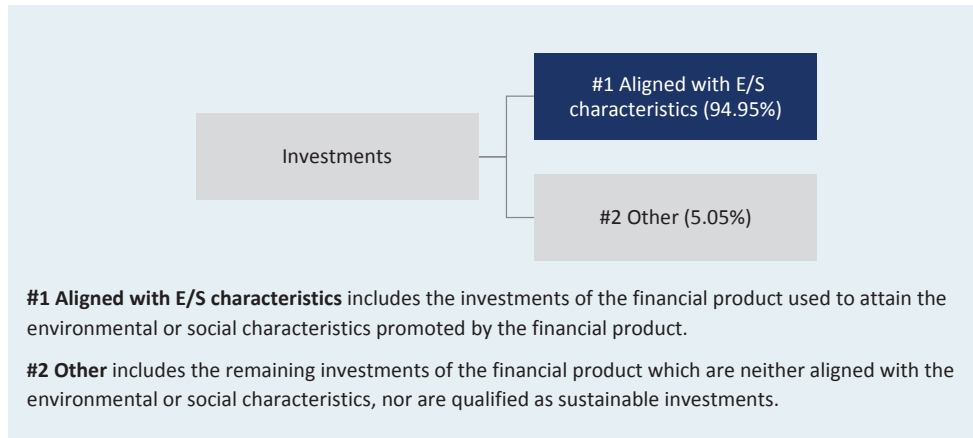 #1 Aligned with E/S
characteristics (94.95%)
Investments
#2 Other (5.05%)
#1 Aligned with E/S characteristics includes the investments of the financial product used to attain the
environmental or social characteristics promoted by the financial product.
#2 Other includes the remaining investments of the financial product which are neither aligned with the
environmental or social characteristics, nor are qualified as sustainable investments.